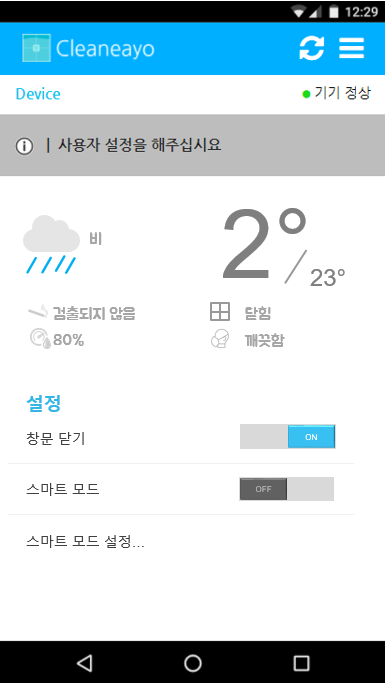 12:29
Cleaneayo
Device
기기 정상
| 사용자 설정을 해주십시요
비
2°
/ 23°
검출되지 않음
닫힘
80%
깨끗함
설정
창문 닫기
ON
스마트 모드
OFF
스마트 모드 설정...